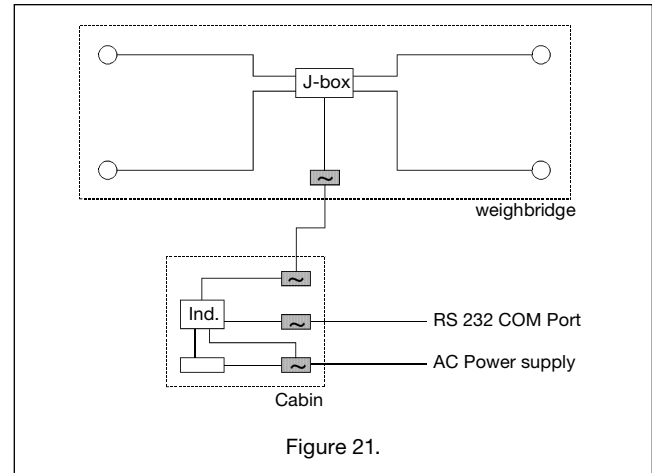 J-box
~
weighbridge
~
Ind.
~
RS 232 COM Port
~
AC Power supply
Cabin
Figure 21.